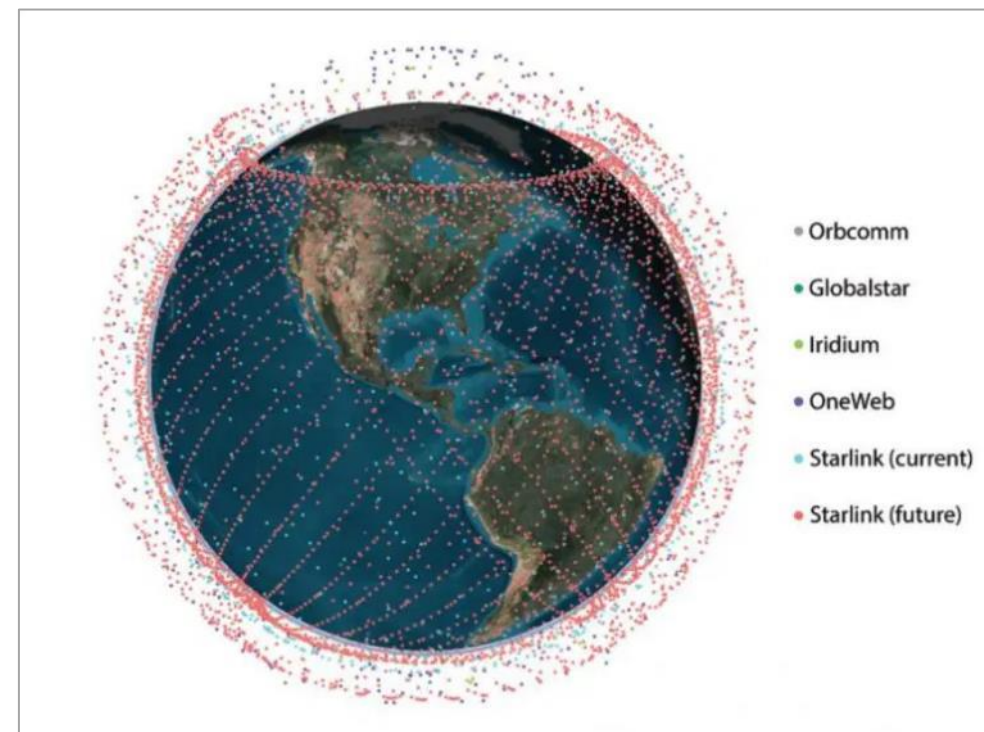 Orbcomm
Globalstar
Iridium
OneWeb
Starlink (current)
Starlink (future)